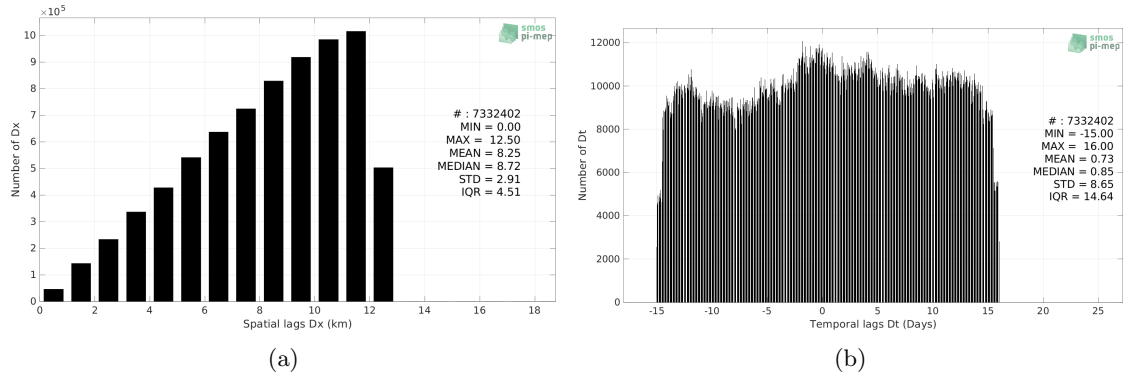 ×10⁵
10
9
8
7
6
5
4
3
2
1
0
Number of Dx
0 2 4 6 8 10 12 14 16 18
Spatial lags Dx (km)
smos
pi-mep
# : 7332402
MIN = 0.00
MAX = 12.50
MEAN = 8.25
MEDIAN = 8.72
STD = 2.91
IQR = 4.51
(a)
12000
10000
8000
6000
4000
2000
0
Number of Dt
-15 -10 -5 0 5 10 15 20 25
Temporal lags Dt (Days)
smos
pi-mep
# : 7332402
MIN = -15.00
MAX = 16.00
MEAN = 0.73
MEDIAN = 0.85
STD = 8.65
IQR = 14.64
(b)